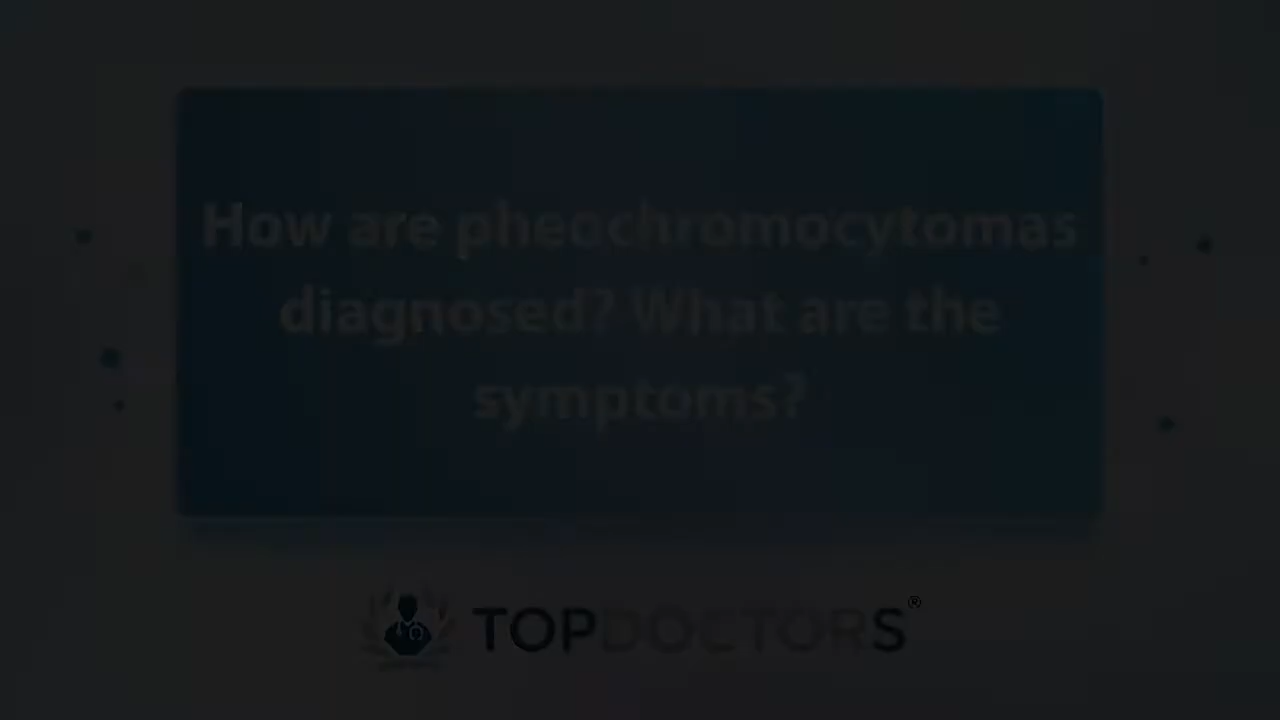 How are pheochromocytomas
diagnosed? What are the
symptoms?
TOPDOCTORS®